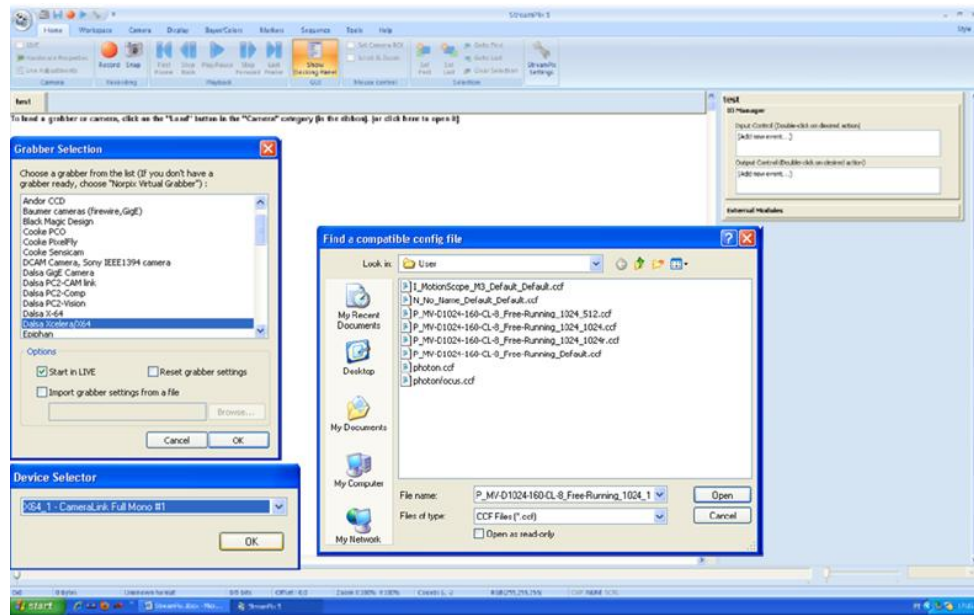 StreamPix 5
Home Workspace Camera Display Bayer/Colors Markers Sequence Tools Help
Style
Record Snap
Show Docking Panel
StreamPix Settings
Camera Recording Playback GUI Mouse Control Selection
test
To load a grabber or camera, click on the "Load" button in the "Camera" category (in the ribbon). (or click here to open it)
Grabber Selection
Choose a grabber from the list (If you don't have a
grabber ready, choose "Norpix Virtual Grabber") :
Andor CCD
Baumer cameras (firewire,GigE)
Black Magic Design
Cooke PCO
Cooke PixelFly
Cooke Sensicam
DCAM Camera, Sony IEEE1394 camera
Dalsa GigE Camera
Dalsa PC2-CAM link
Dalsa PC2-Comp
Dalsa PC2-Vision
Dalsa X-64
Dalsa Xcelera/X64
Epiphan
Options
Start in LIVE Reset grabber settings
Import grabber settings from a file
Browse...
Cancel OK
Device Selector
X64_1 - CameraLink Full Mono #1
OK
Find a compatible config file
Look in: User
My Recent Documents
Desktop
My Documents
My Computer
My Network
I_MotionScope_M3_Default_Default.ccf
N_No_Name_Default_Default.ccf
P_MV-D1024-160-CL-8_Free-Running_1024_512.ccf
P_MV-D1024-160-CL-8_Free-Running_1024_1024.ccf
P_MV-D1024-160-CL-8_Free-Running_1024_1024r.ccf
P_MV-D1024-160-CL-8_Free-Running_Default.ccf
photon.ccf
photonfocus.ccf
File name: P_MV-D1024-160-CL-8_Free-Running_1024_1
Files of type: CCF Files (*.ccf)
Open as read-only
Open
Cancel
test
IO Manager
Input Control (Double-click on desired action)
(Add new event...)
Output Control (Double-click on desired action)
(Add new event...)
External Modules
start